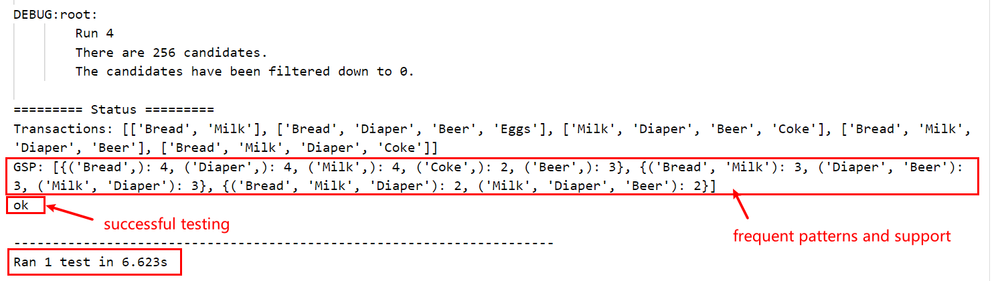 DEBUG:root:
Run 4
There are 256 candidates.
The candidates have been filtered down to 0.
========= Status =========
Transactions: [['Bread', 'Milk'], ['Bread', 'Diaper', 'Beer', 'Eggs'], ['Milk', 'Diaper', 'Beer', 'Coke'], ['Bread', 'Milk',
'Diaper', 'Beer'], ['Bread', 'Milk', 'Diaper', 'Coke']]
GSP: [{('Bread',): 4, ('Diaper',): 4, ('Milk',): 4, ('Coke',): 2, ('Beer',): 3}, {('Bread', 'Milk'): 3, ('Diaper', 'Beer'):
3, ('Milk', 'Diaper'): 3}, {('Bread', 'Milk', 'Diaper'): 2, ('Milk', 'Diaper', 'Beer'): 2}]
ok
successful testing
frequent patterns and support
----------------------------------------------------------------------
Ran 1 test in 6.623s